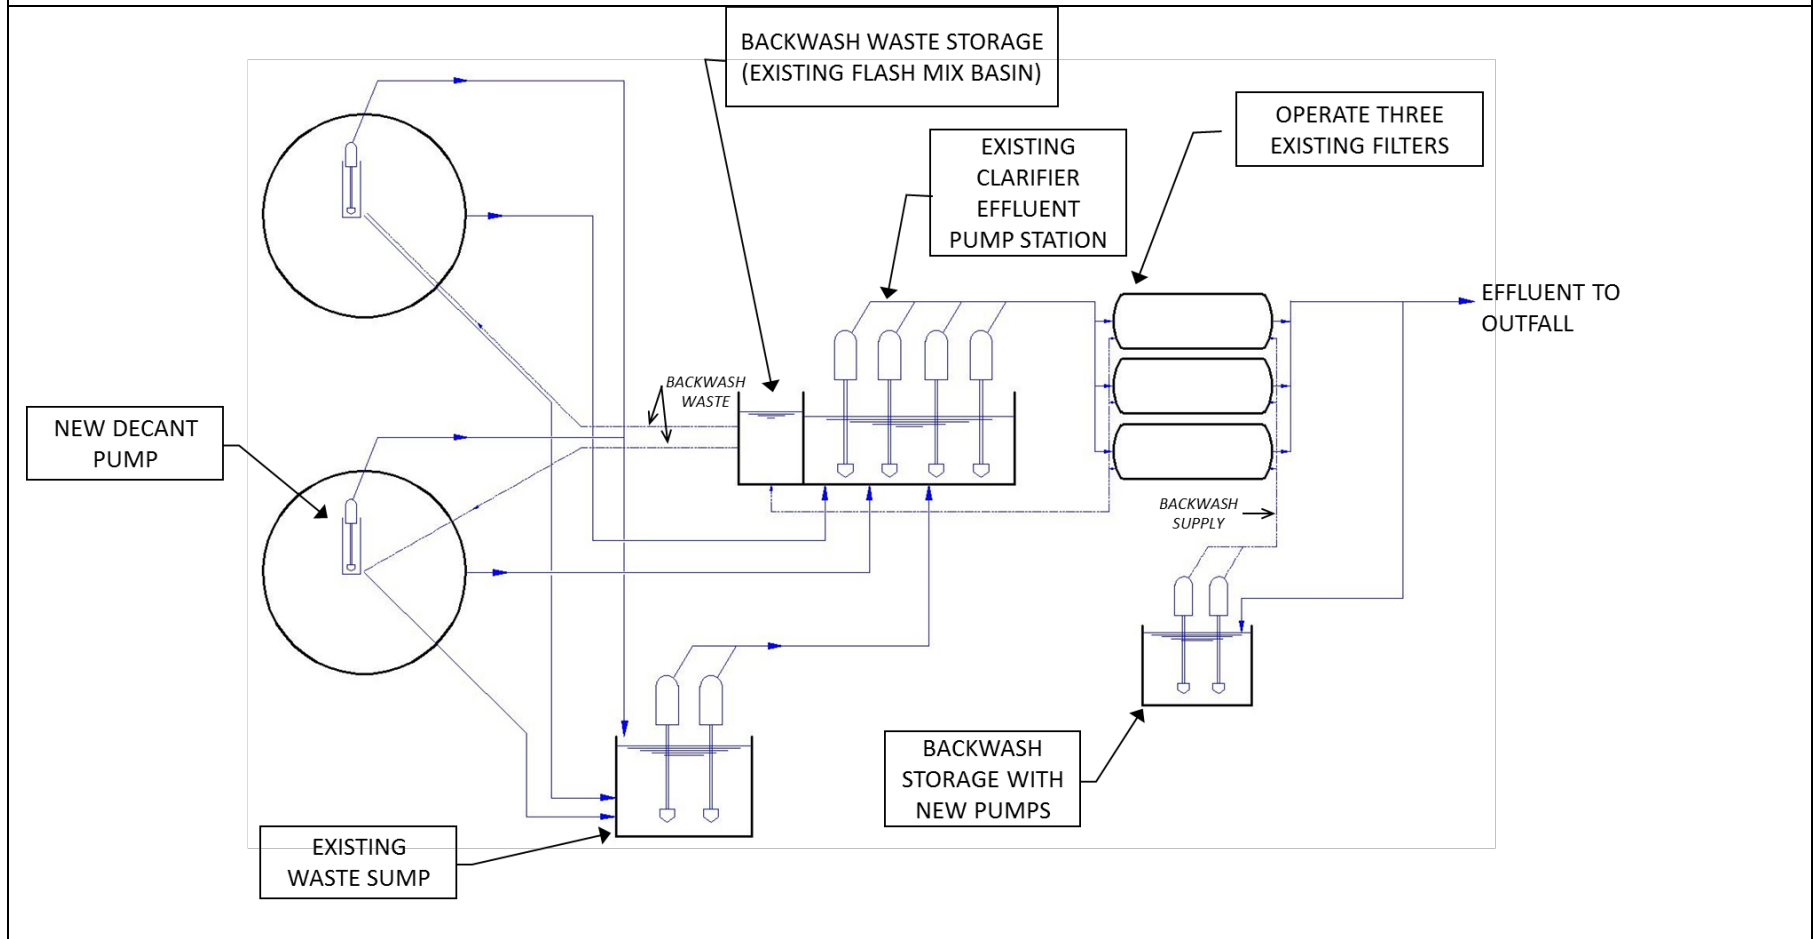 BACKWASH WASTE STORAGE
(EXISTING FLASH MIX BASIN)
OPERATE THREE
EXISTING FILTERS
EXISTING
CLARIFIER
EFFLUENT
PUMP STATION
EFFLUENT TO
OUTFALL
BACKWASH
WASTE
NEW DECANT
PUMP
BACKWASH
SUPPLY
BACKWASH
STORAGE WITH
NEW PUMPS
EXISTING
WASTE SUMP